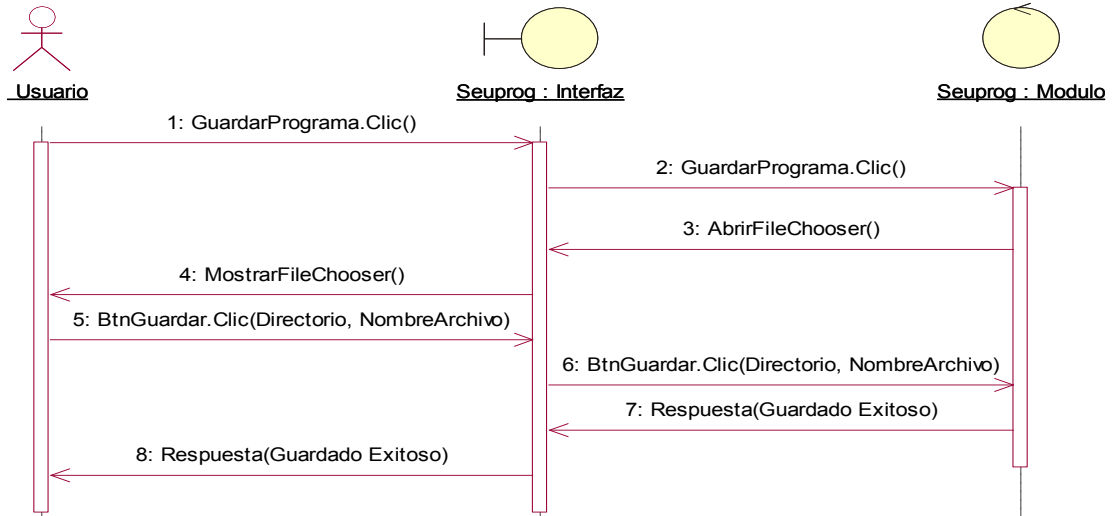 Usuario
Seuprog : Interfaz
Seuprog : Modulo
1: GuardarPrograma.Clic()
2: GuardarPrograma.Clic()
3: AbrirFileChooser()
4: MostrarFileChooser()
5: BtnGuardar.Clic(Directorio, NombreArchivo)
6: BtnGuardar.Clic(Directorio, NombreArchivo)
7: Respuesta(Guardado Exitoso)
8: Respuesta(Guardado Exitoso)